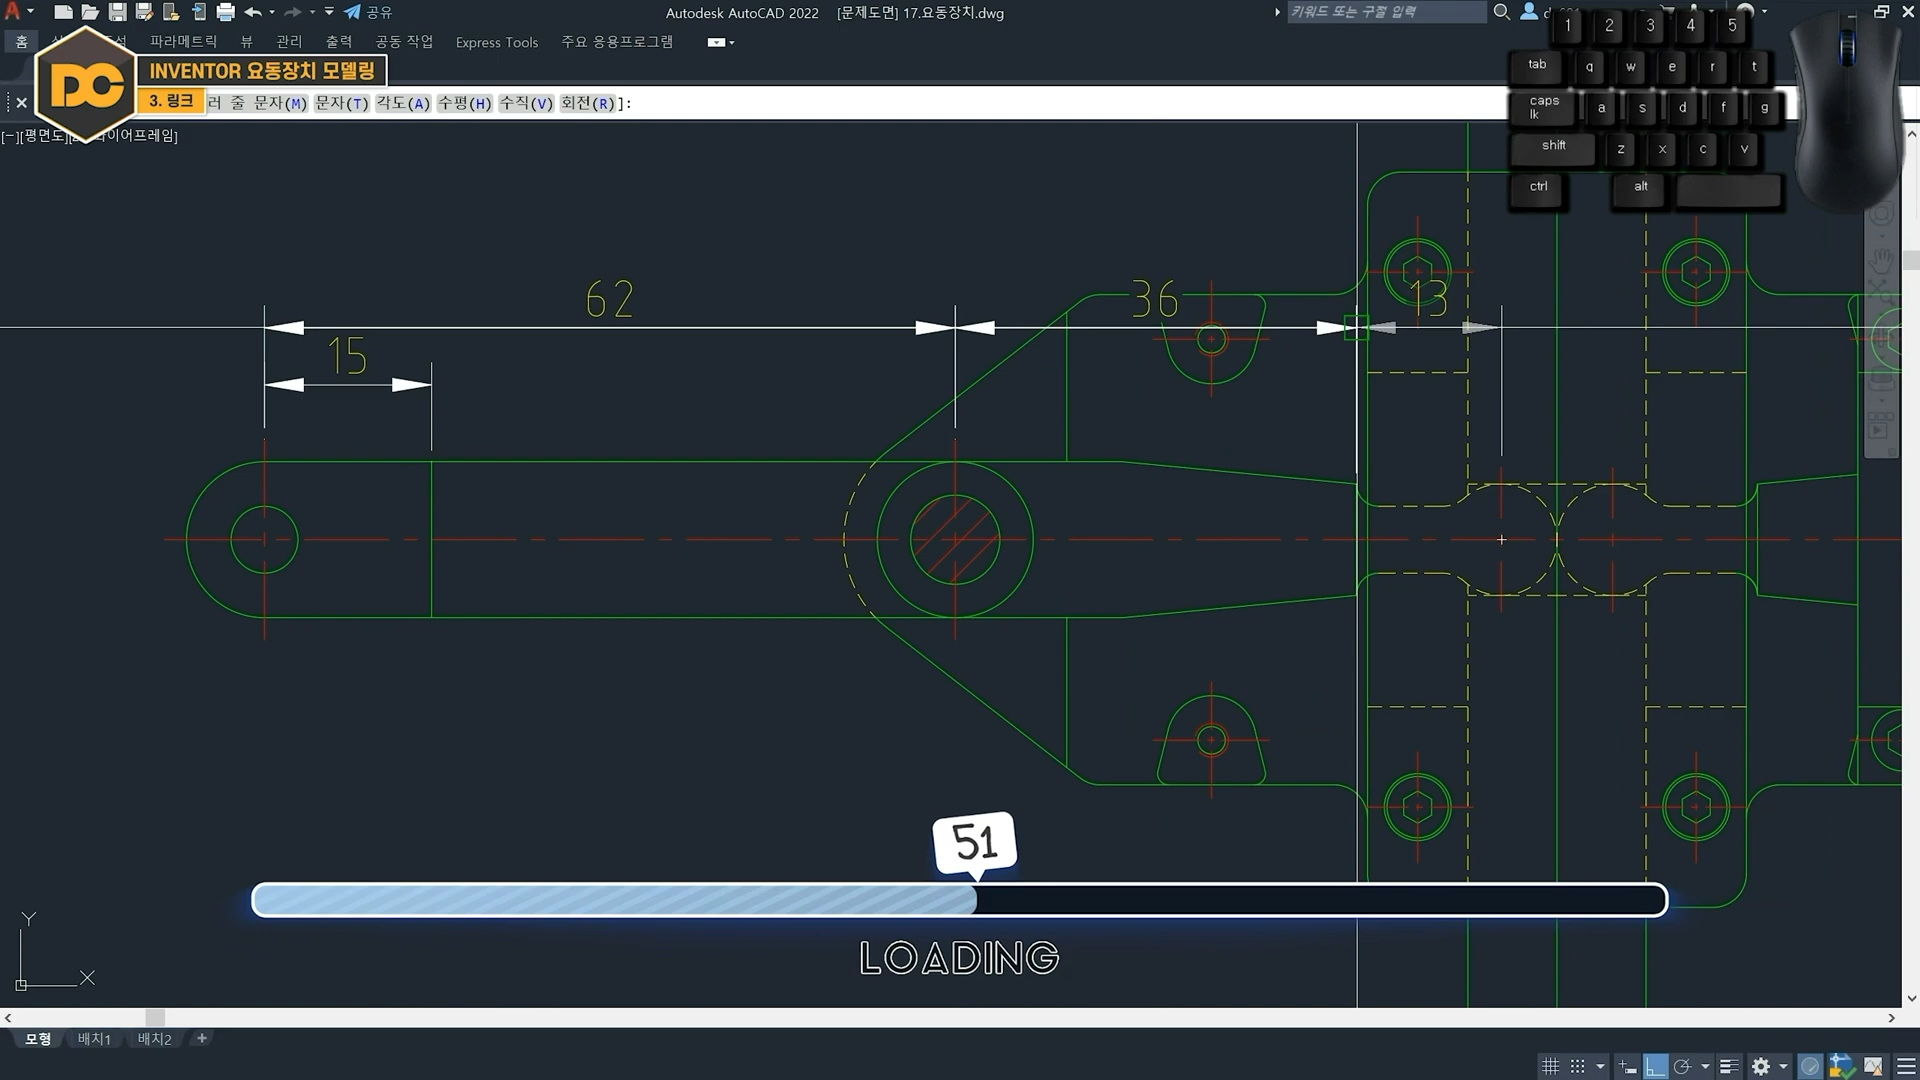 공유
Autodesk AutoCAD 2022 [문제도면] 17.요동장치.dwg
키워드 또는 구절 입력
홈
파라메트릭 뷰 관리 출력 공동 작업 Express Tools 주요 응용프로그램
DC
INVENTOR 요동장치 모델링
3. 링크
러 줄 문자(M) 문자(T) 각도(A) 수평(H) 수직(V) 회전(R)]:
[−][평면도]
이어프레임]
1 2 3 4 5
tab q w e r t
caps lk a s d f g
shift z x c v
ctrl alt
62
36
13
15
51
LOADING
Y
X
모형 배치1 배치2 +